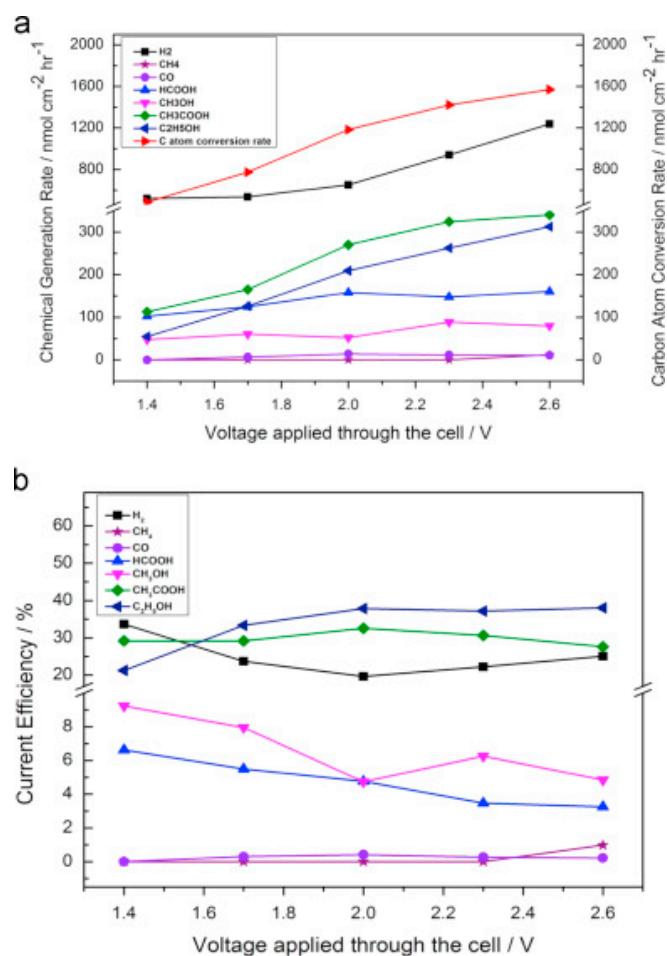 a
Chemical Generation Rate / nmol cm⁻² hr⁻¹
Carbon Atom Conversion Rate / nmol cm⁻² hr⁻¹
H2
CH4
CO
HCOOH
CH3OH
CH3COOH
C2H5OH
C atom conversion rate
2000 2000
1600 1600
1200 1200
800 800
300 300
200 200
100 100
0 0
1.4 1.6 1.8 2.0 2.2 2.4 2.6
Voltage applied through the cell / V
b
Current Efficiency / %
H₂
CH₄
CO
HCOOH
CH₃OH
CH₃COOH
C₂H₅OH
60
50
40
30
20
8
6
4
2
0
1.4 1.6 1.8 2.0 2.2 2.4 2.6
Voltage applied through the cell / V